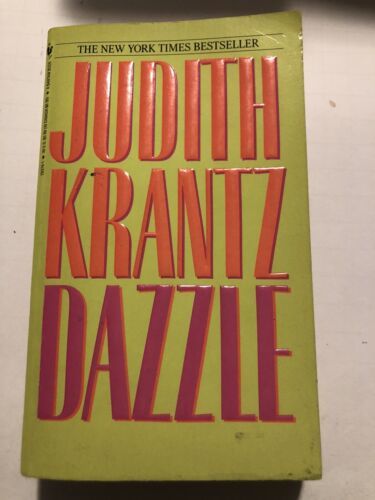 THE NEW YORK TIMES BESTSELLER
JUDITH
KRANTZ
DAZZLE